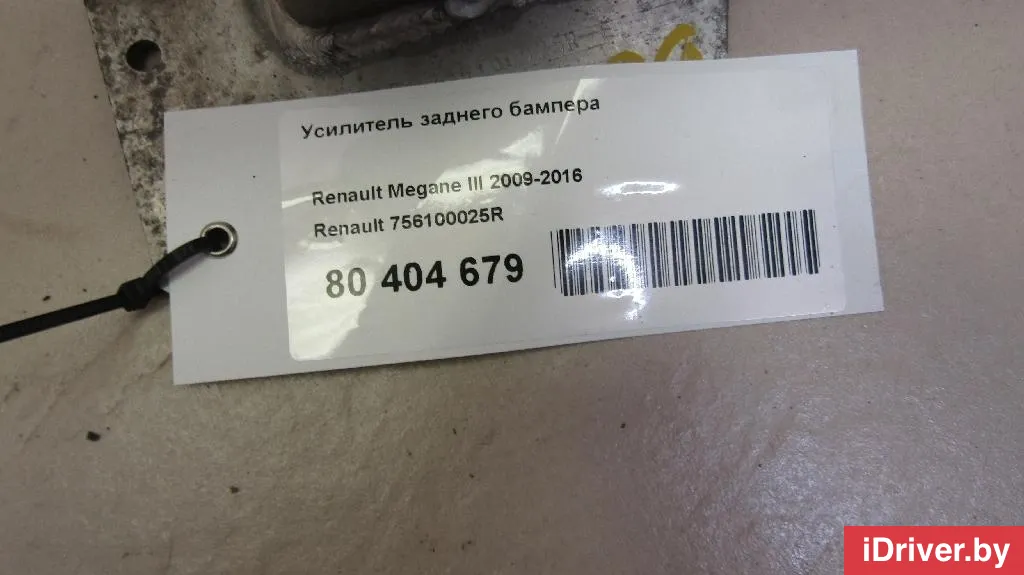 Усилитель заднего бампера
Renault Megane III 2009-2016
Renault 756100025R
80 404 679
iDriver.by